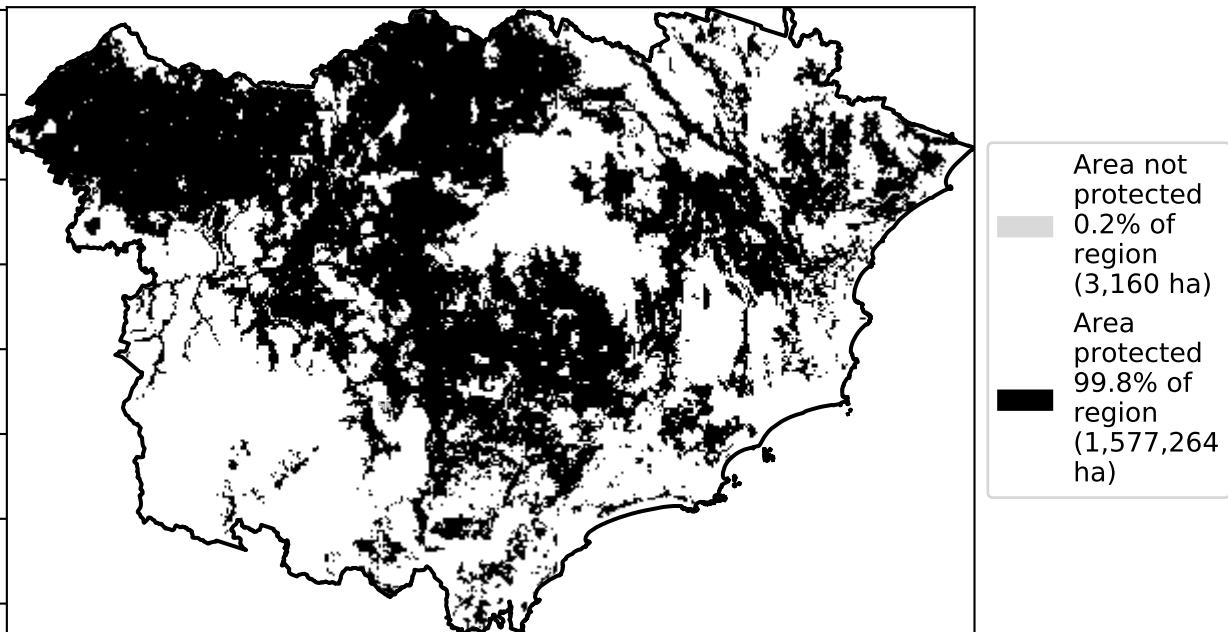 Area not
protected
0.2% of
region
(3,160 ha)
Area
protected
99.8% of
region
(1,577,264
ha)